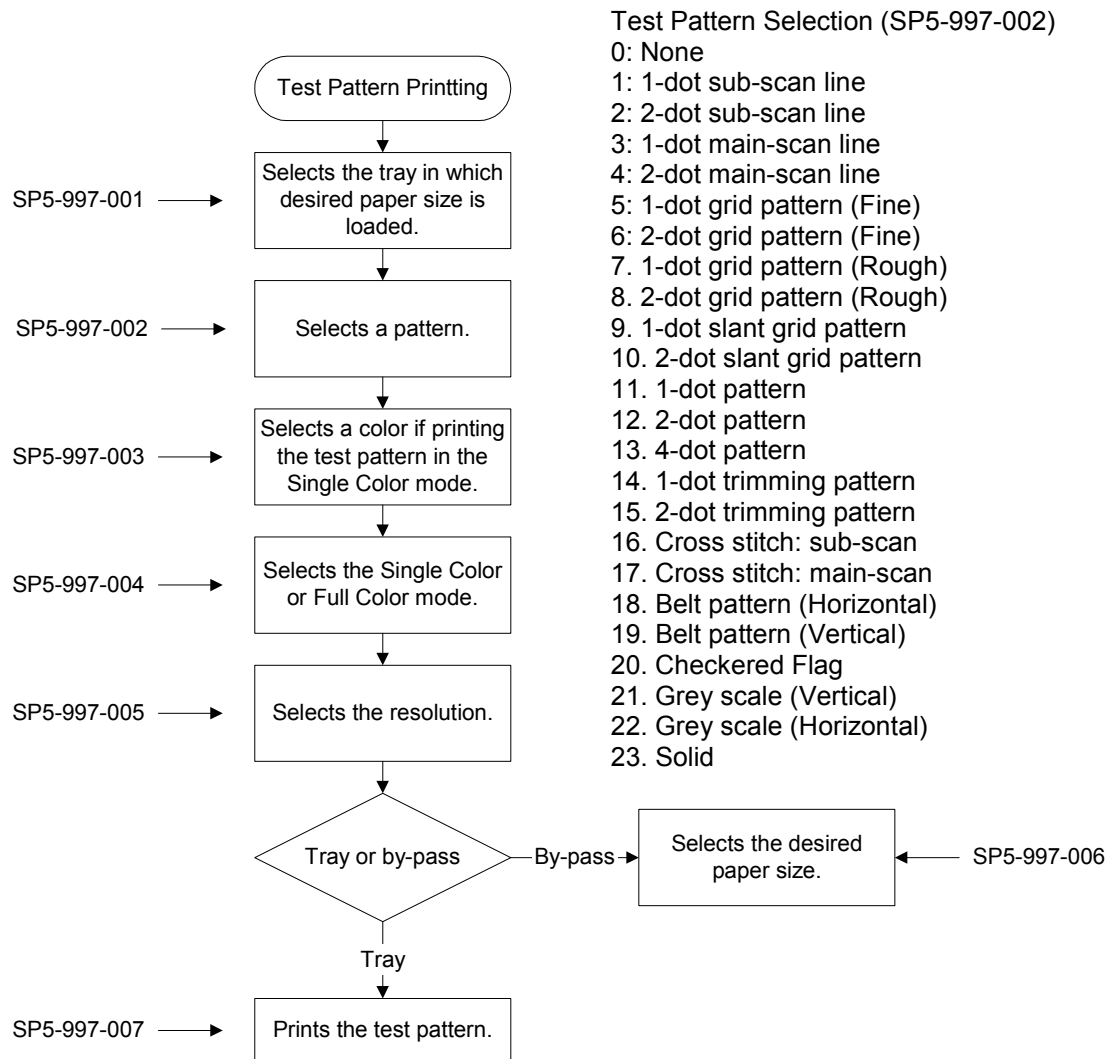 Test Pattern Selection (SP5-997-002)
0: None
1: 1-dot sub-scan line
2: 2-dot sub-scan line
3: 1-dot main-scan line
4: 2-dot main-scan line
5: 1-dot grid pattern (Fine)
6: 2-dot grid pattern (Fine)
7. 1-dot grid pattern (Rough)
8. 2-dot grid pattern (Rough)
9. 1-dot slant grid pattern
10. 2-dot slant grid pattern
11. 1-dot pattern
12. 2-dot pattern
13. 4-dot pattern
14. 1-dot trimming pattern
15. 2-dot trimming pattern
16. Cross stitch: sub-scan
17. Cross stitch: main-scan
18. Belt pattern (Horizontal)
19. Belt pattern (Vertical)
20. Checkered Flag
21. Grey scale (Vertical)
22. Grey scale (Horizontal)
23. Solid
Test Pattern Printting
SP5-997-001
Selects the tray in which
desired paper size is
loaded.
SP5-997-002
Selects a pattern.
SP5-997-003
Selects a color if printing
the test pattern in the
Single Color mode.
SP5-997-004
Selects the Single Color
or Full Color mode.
SP5-997-005
Selects the resolution.
Tray or by-pass
By-pass
Selects the desired
paper size.
SP5-997-006
Tray
SP5-997-007
Prints the test pattern.